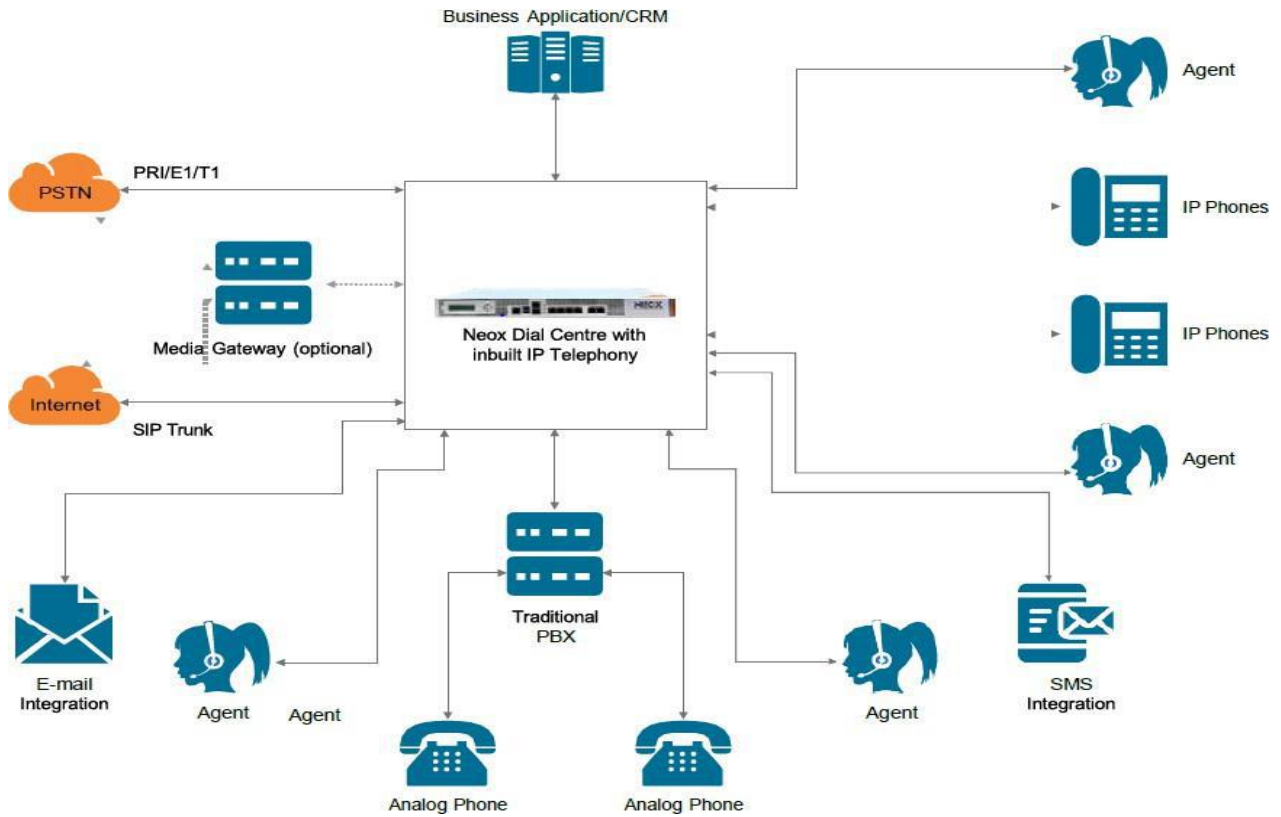 Business Application/CRM
Agent
PRI/E1/T1
PSTN
IP Phones
Neox Dial Centre with
inbuilt IP Telephony
Media Gateway (optional)
IP Phones
Internet
SIP Trunk
Agent
Traditional
PBX
E-mail
Integration
Agent
Agent
Agent
SMS
Integration
Analog Phone
Analog Phone